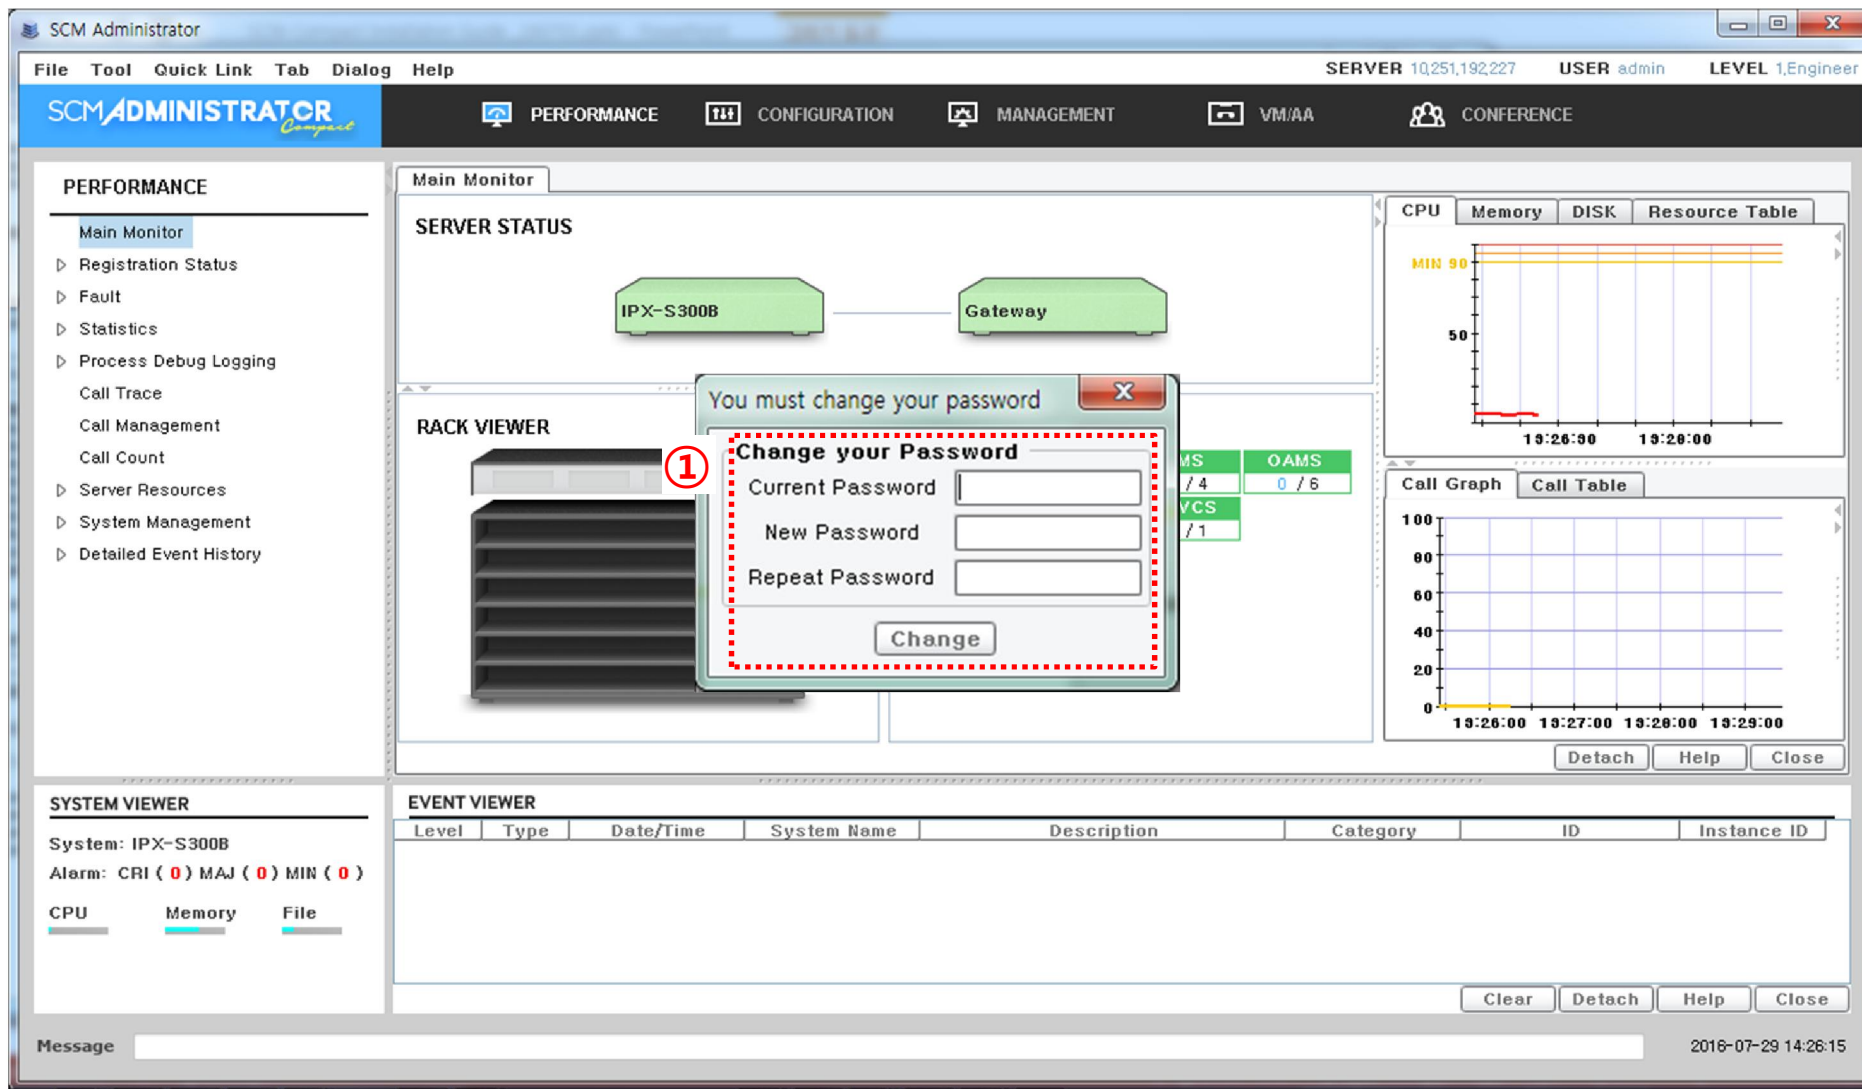 SCM Administrator
File Tool Quick Link Tab Dialog Help
SERVER 10,251,192,227 USER admin LEVEL 1,Engineer
SCM ADMINISTRATOR Compact
PERFORMANCE CONFIGURATION MANAGEMENT VM/AA CONFERENCE
PERFORMANCE
Main Monitor
Registration Status
Fault
Statistics
Process Debug Logging
Call Trace
Call Management
Call Count
Server Resources
System Management
Detailed Event History
Main Monitor
SERVER STATUS
IPX-S300B
Gateway
RACK VIEWER
You must change your password
①
Change your Password
Current Password
New Password
Repeat Password
Change
MS OAMS
/ 4 0 / 6
VCS
/ 1
CPU Memory DISK Resource Table
MIN 90
50
13:26:30 13:28:00
Call Graph Call Table
100
80
60
40
20
0
13:26:00 13:27:00 13:28:00 13:29:00
Detach Help Close
SYSTEM VIEWER
System: IPX-S300B
Alarm: CRI ( 0 ) MAJ ( 0 ) MIN ( 0 )
CPU Memory File
EVENT VIEWER
Level Type Date/Time System Name Description Category ID Instance ID
Clear Detach Help Close
Message
2016-07-29 14:26:15